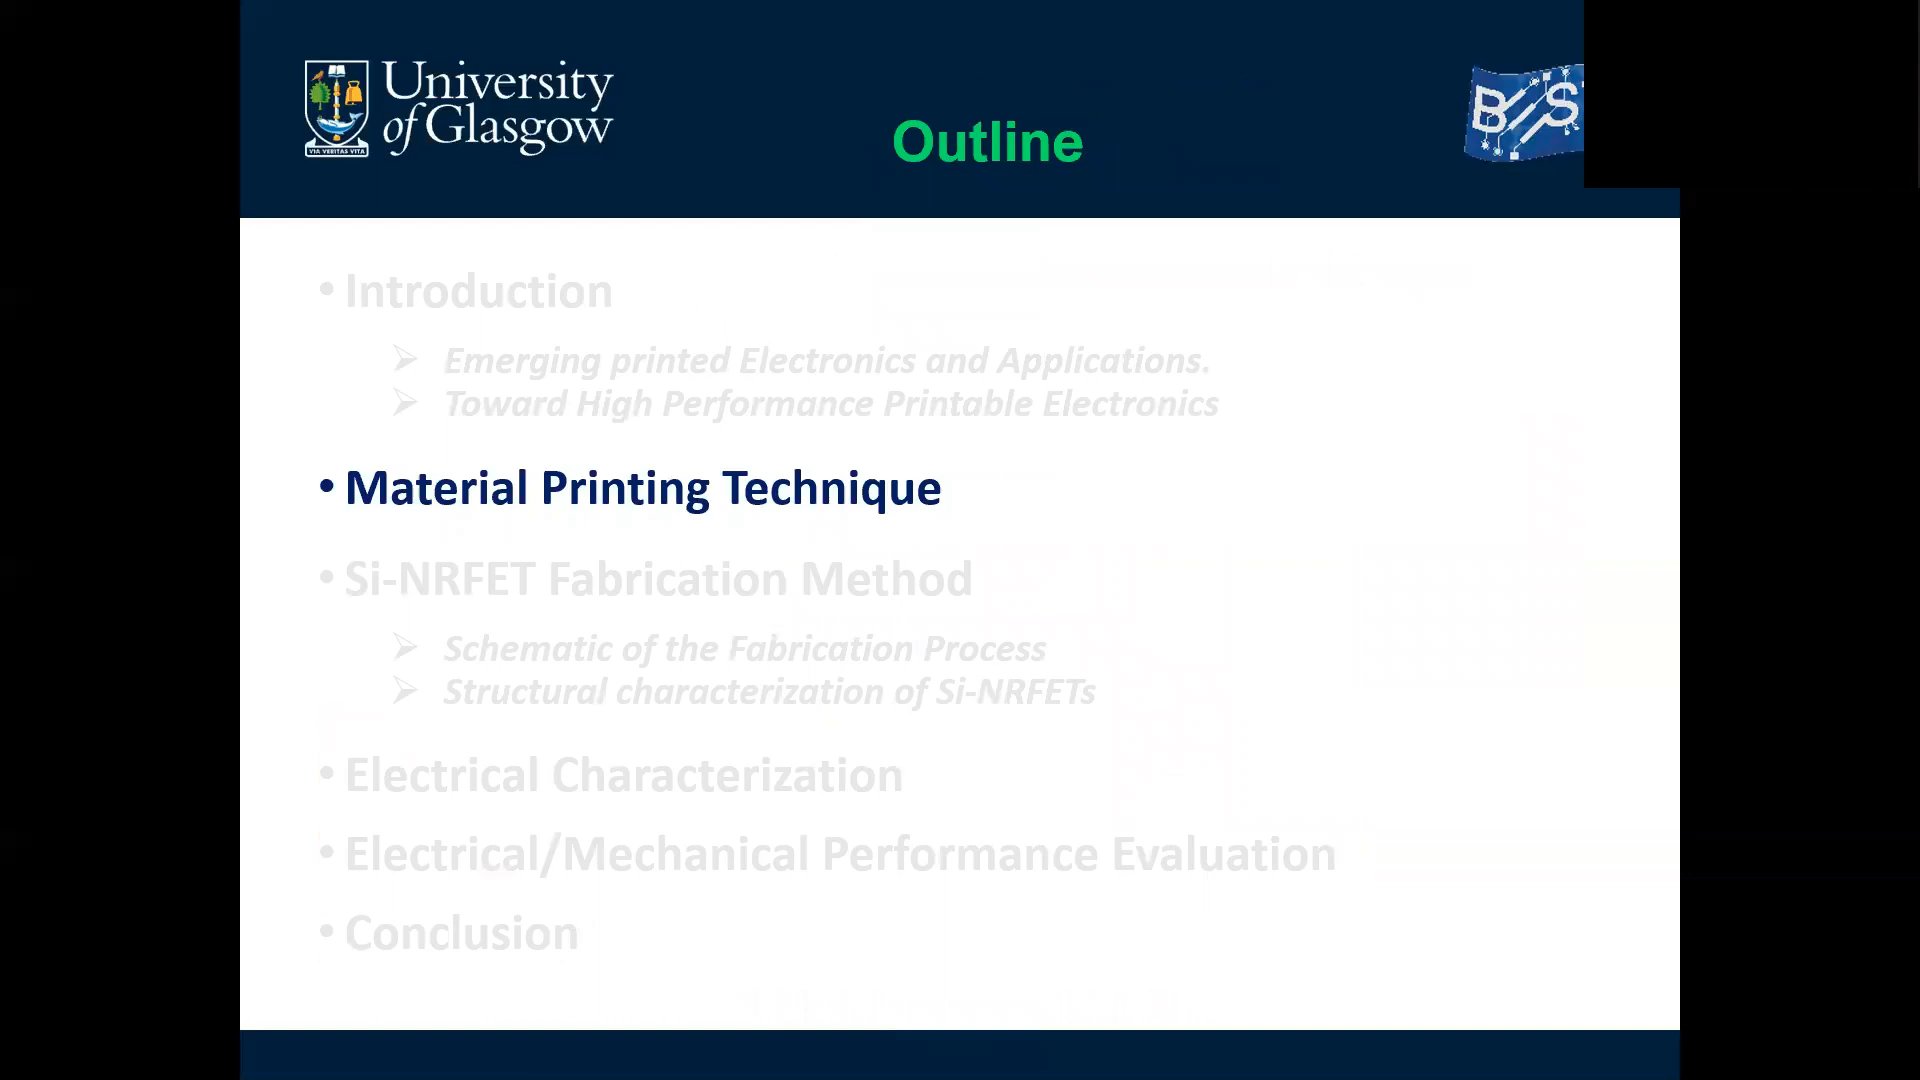 University
of Glasgow
VIA VERITAS VITA
Outline
• Introduction
➢ Emerging printed Electronics and Applications.
➢ Toward High Performance Printable Electronics
• Material Printing Technique
• Si-NRFET Fabrication Method
➢ Schematic of the Fabrication Process
➢ Structural characterization of Si-NRFETs
• Electrical Characterization
• Electrical/Mechanical Performance Evaluation
• Conclusion